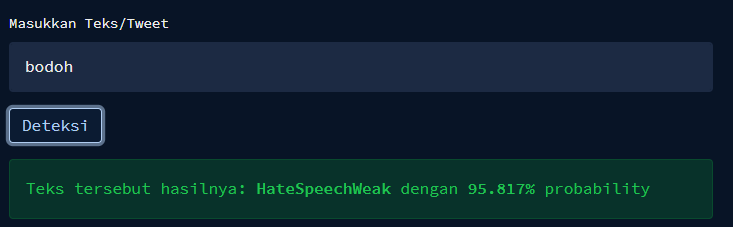 Masukkan Teks/Tweet
bodoh
Deteksi
Teks tersebut hasilnya: HateSpeechWeak dengan 95.817% probability